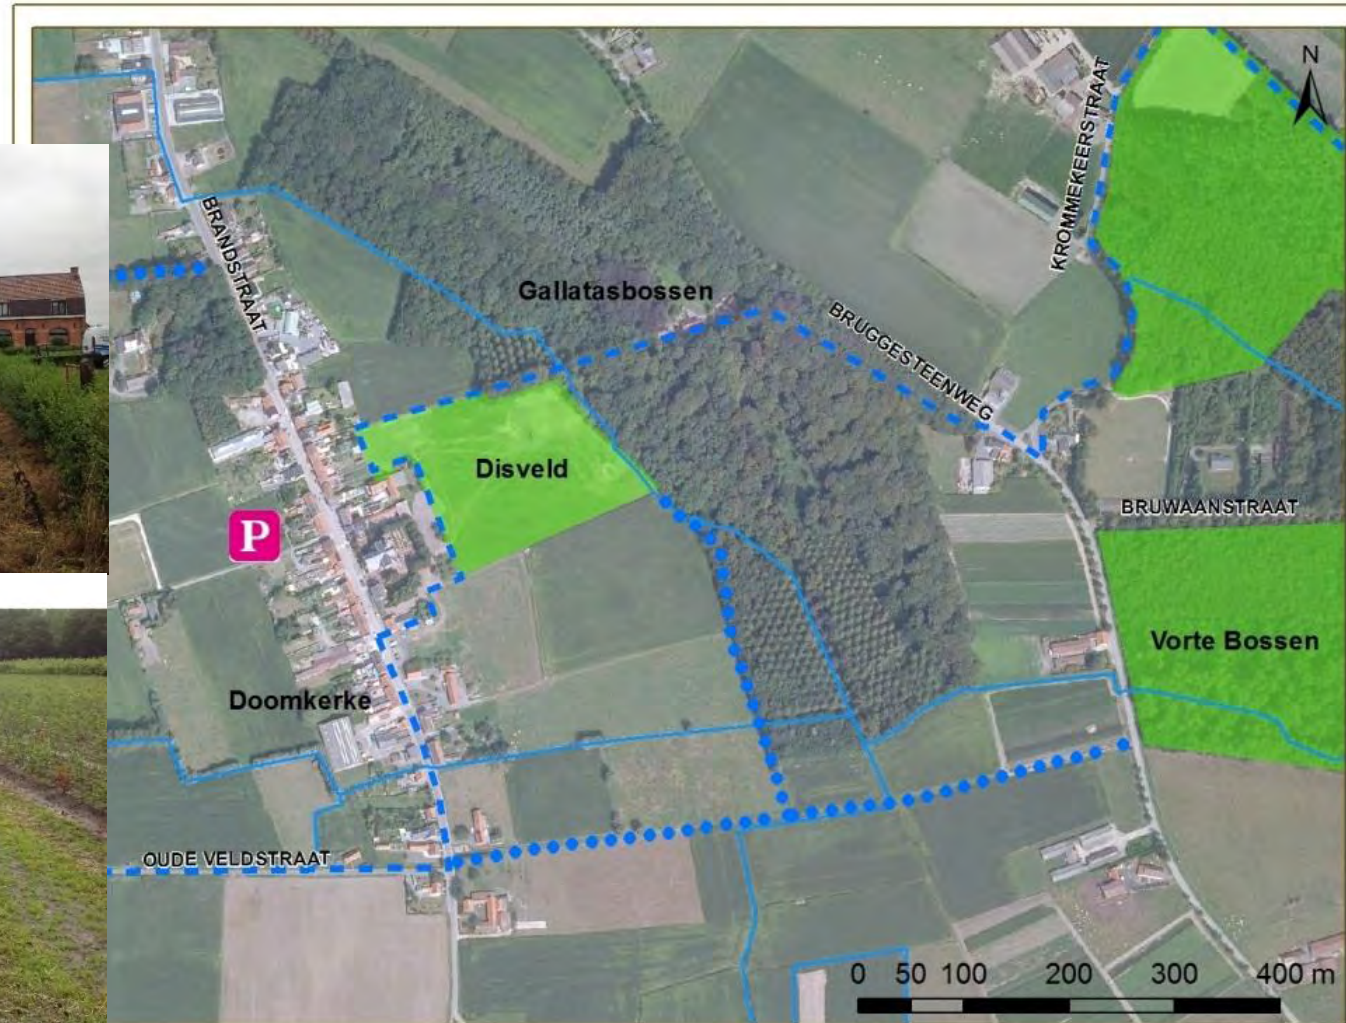 N
KROMMEKEERSTRAAT
BRANDSTRAAT
Gallatasbossen
BRUGGESTEENWEG
Disveld
BRUWAANSTRAAT
P
Vorte Bossen
Doomkerke
OUDE VELDSTRAAT
0 50 100 200 300 400 m